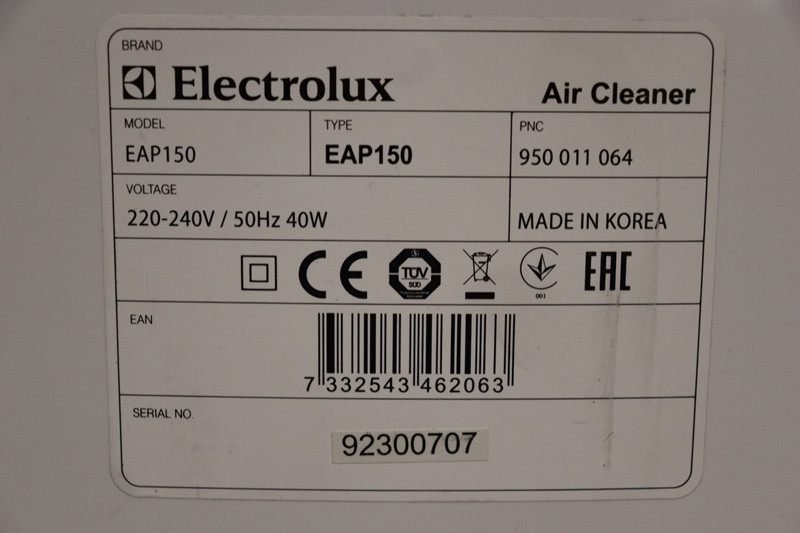 BRAND
Electrolux
Air Cleaner
MODEL
EAP150
TYPE
EAP150
PNC
950 011 064
VOLTAGE
220-240V / 50Hz 40W
MADE IN KOREA
CE
TÜV
SÜD
001
EAC
EAN
7 332543 462063
SERIAL NO.
92300707